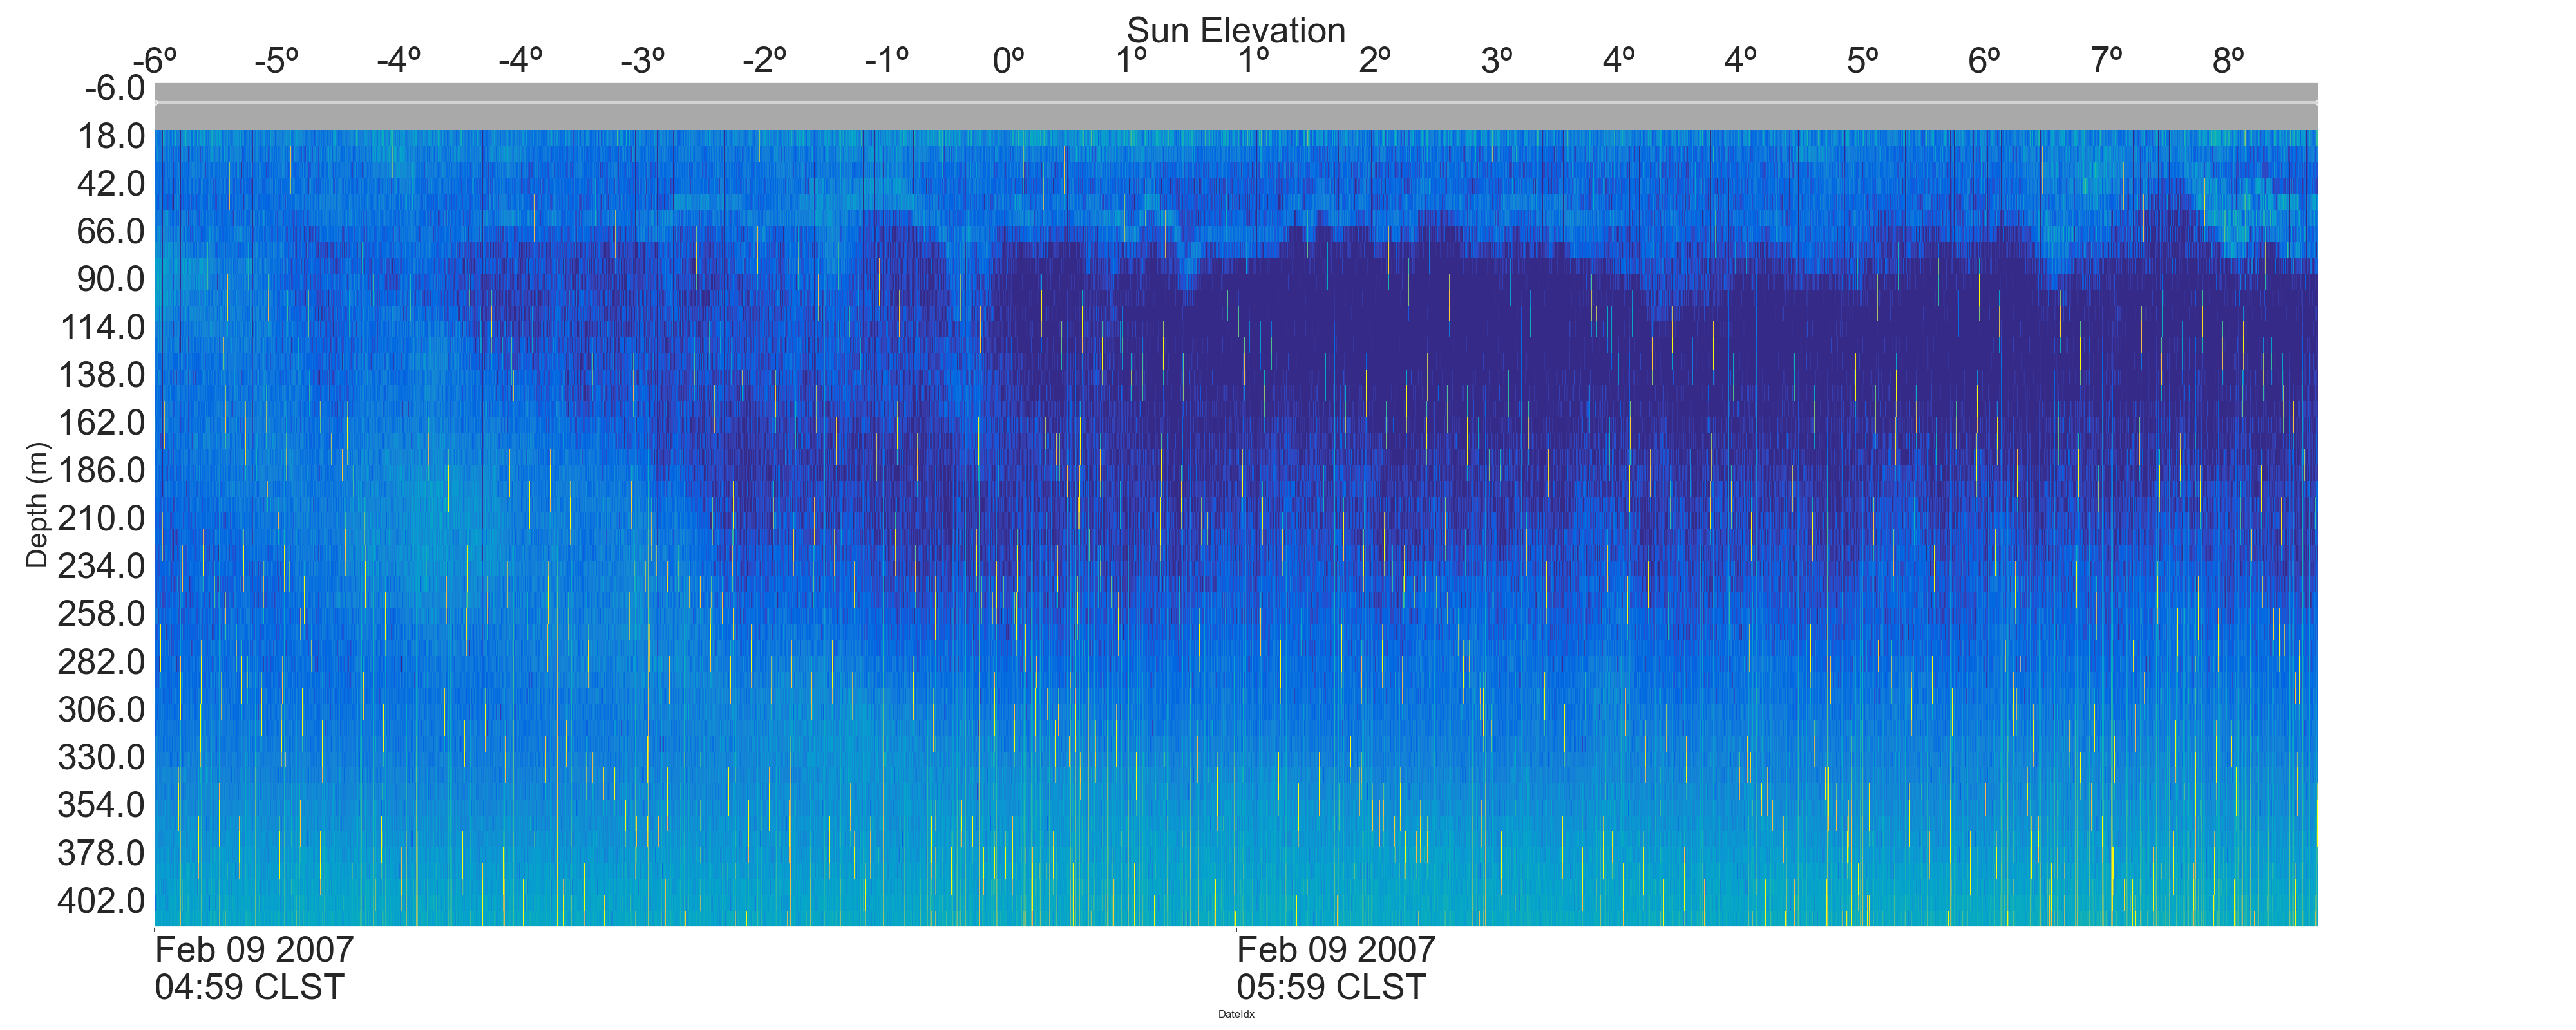 Sun Elevation
-6º -5º -4º -4º -3º -2º -1º 0º 1º 1º 2º 3º 4º 4º 5º 6º 7º 8º
-6.0
18.0
42.0
66.0
90.0
114.0
138.0
162.0
186.0
210.0
234.0
258.0
282.0
306.0
330.0
354.0
378.0
402.0
Depth (m)
Feb 09 2007
04:59 CLST
Feb 09 2007
05:59 CLST
DateIdx